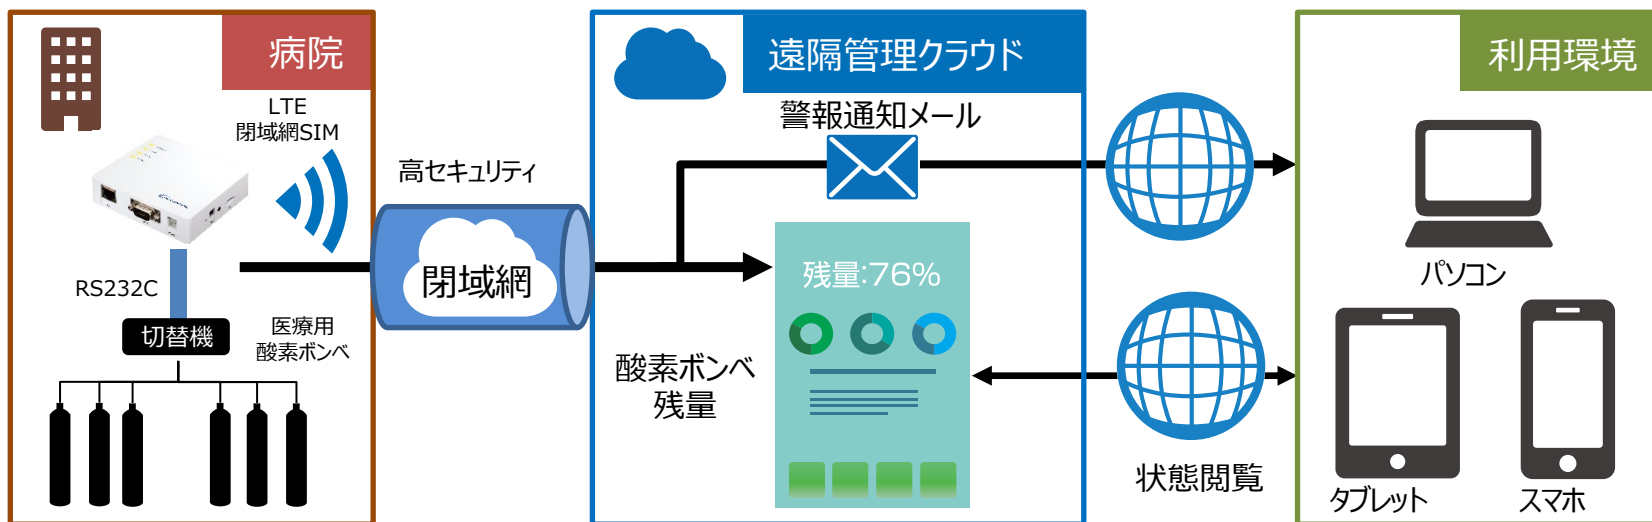 病院
LTE
閉域網SIM
RS232C
切替機
医療用
酸素ボンベ
高セキュリティ
閉域網
遠隔管理クラウド
警報通知メール
残量:76%
酸素ボンベ
残量
状態閲覧
利用環境
パソコン
タブレット
スマホ